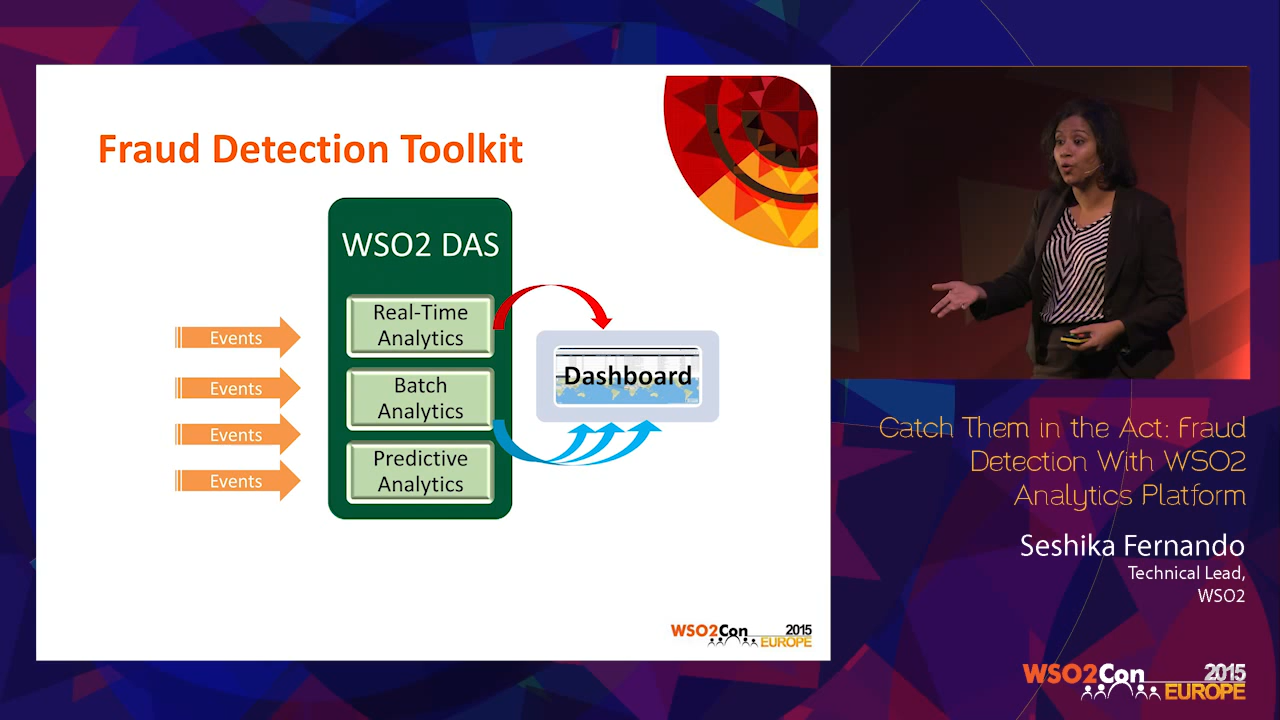 Fraud Detection Toolkit
WSO2 DAS
Real-Time
Analytics
Batch
Analytics
Predictive
Analytics
Events
Events
Events
Events
Dashboard
WSO2Con 2015
EUROPE
Catch Them in the Act: Fraud
Detection With WSO2
Analytics Platform
Seshika Fernando
Technical Lead,
WSO2
WSO2Con 2015
EUROPE